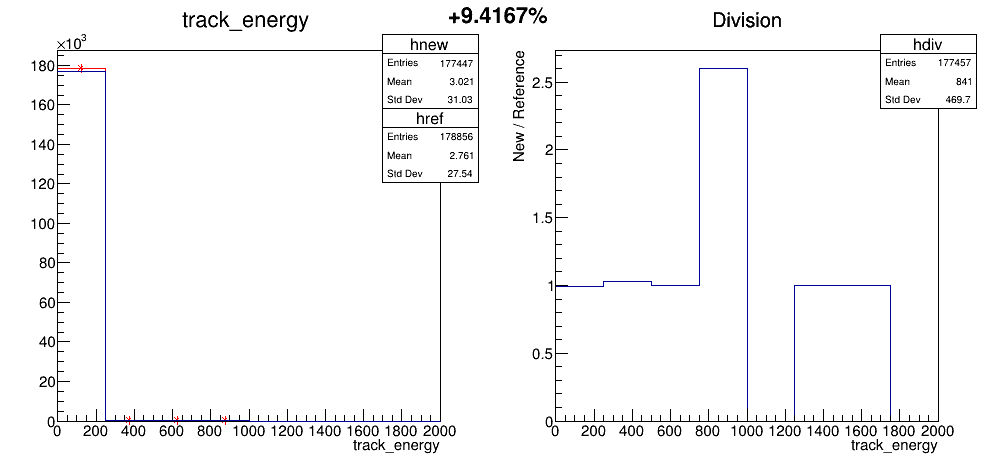 +9.4167%
track_energy
×10³
180
160
140
120
100
80
60
40
20
0
0 200 400 600 800 1000 1200 1400 1600 1800 2000
track_energy
hnew
Entries 177447
Mean 3.021
Std Dev 31.03
href
Entries 178856
Mean 2.761
Std Dev 27.54
Division
New / Reference
2.5
2
1.5
1
0.5
0
0 200 400 600 800 1000 1200 1400 1600 1800 2000
track_energy
hdiv
Entries 177457
Mean 841
Std Dev 469.7